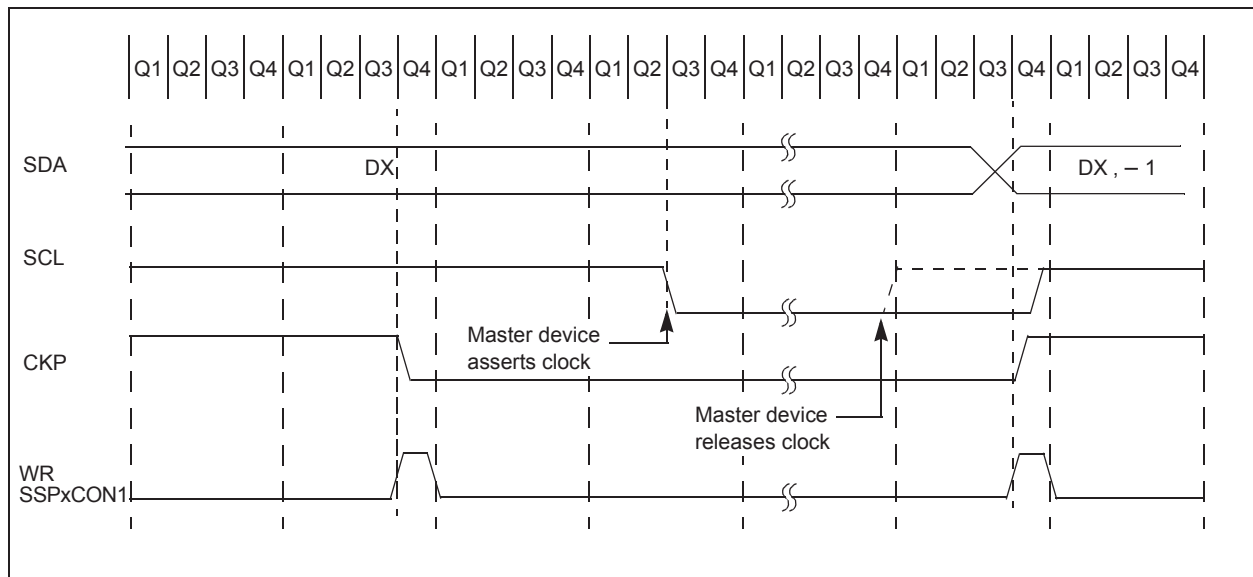 Q1 Q2 Q3 Q4 Q1 Q2 Q3 Q4 Q1 Q2 Q3 Q4 Q1 Q2 Q3 Q4 Q1 Q2 Q3 Q4 Q1 Q2 Q3 Q4 Q1 Q2 Q3 Q4
SDA
DX
DX , – 1
SCL
Master device
asserts clock
CKP
Master device
releases clock
WR
SSPxCON1